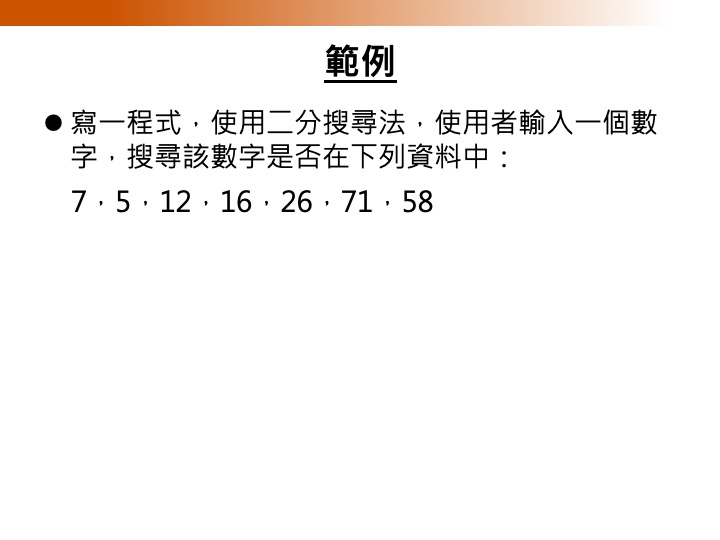 範例
● 寫一程式，使用二分搜尋法，使用者輸入一個數
字，搜尋該數字是否在下列資料中：
7，5，12，16，26，71，58